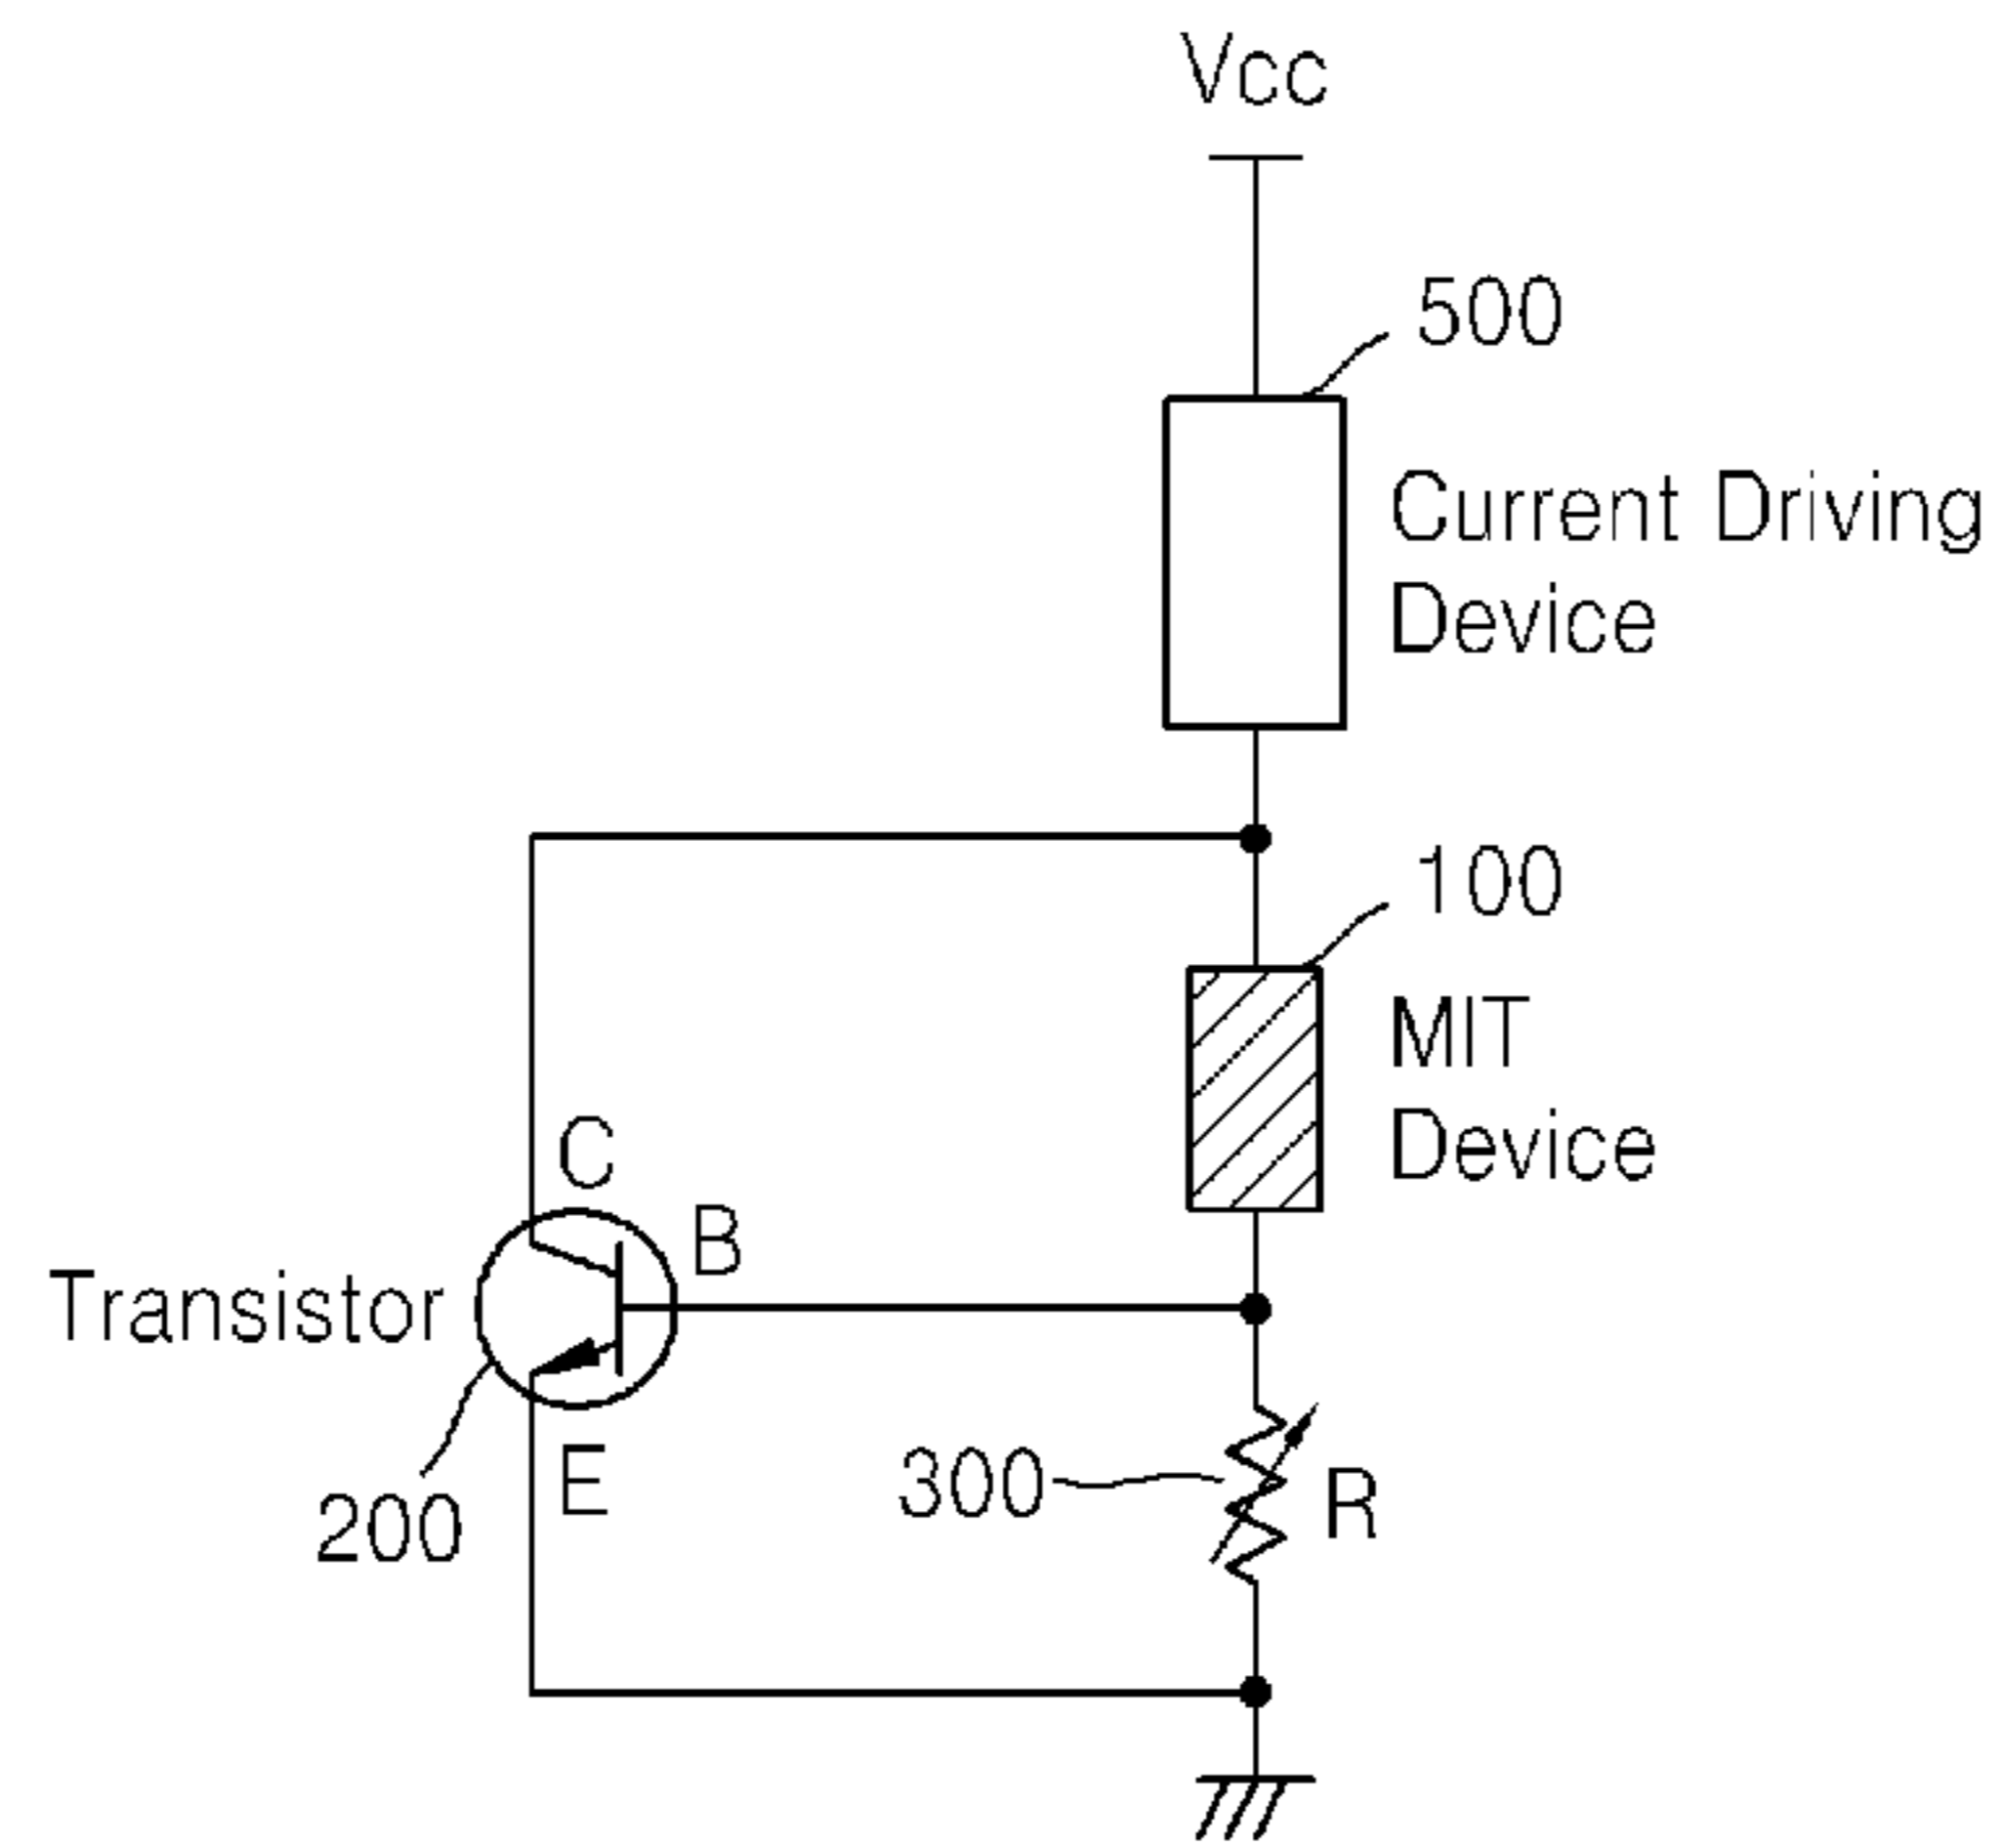 Vcc
500
Current Driving
Device
100
MIT
Device
C
B
Transistor
E
200
300
R